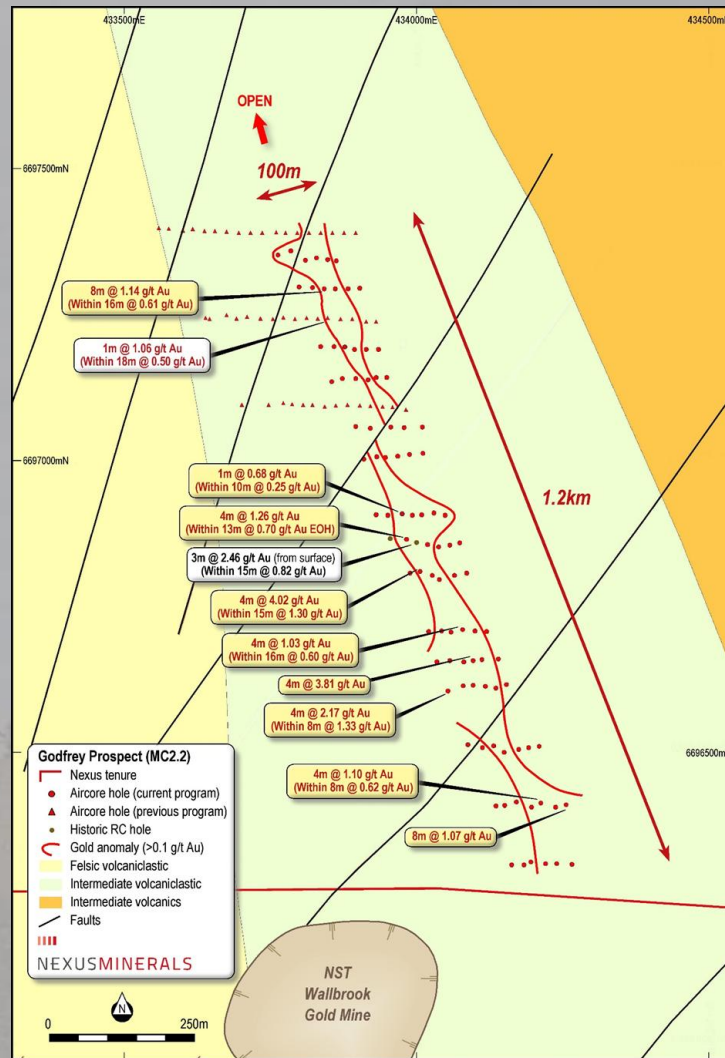 433500mE
434000mE
434500mE
OPEN
100m
6697500mN
8m @ 1.14 g/t Au
(Within 16m @ 0.61 g/t Au)
1m @ 1.06 g/t Au
(Within 18m @ 0.50 g/t Au)
6697000mN
1m @ 0.68 g/t Au
(Within 10m @ 0.25 g/t Au)
1.2km
4m @ 1.26 g/t Au
(Within 13m @ 0.70 g/t Au EOH)
3m @ 2.46 g/t Au (from surface)
(Within 15m @ 0.82 g/t Au)
4m @ 4.02 g/t Au
(Within 15m @ 1.30 g/t Au)
4m @ 1.03 g/t Au
(Within 16m @ 0.60 g/t Au)
4m @ 3.81 g/t Au
4m @ 2.17 g/t Au
(Within 8m @ 1.33 g/t Au)
6696500mN
4m @ 1.10 g/t Au
(Within 8m @ 0.62 g/t Au)
8m @ 1.07 g/t Au
Godfrey Prospect (MC2.2)
Nexus tenure
Aircore hole (current program)
Aircore hole (previous program)
Historic RC hole
Gold anomaly (>0.1 g/t Au)
Felsic volcaniclastic
Intermediate volcaniclastic
Intermediate volcanics
Faults
NEXUSMINERALS
N
0 250m
NST
Wallbrook
Gold Mine